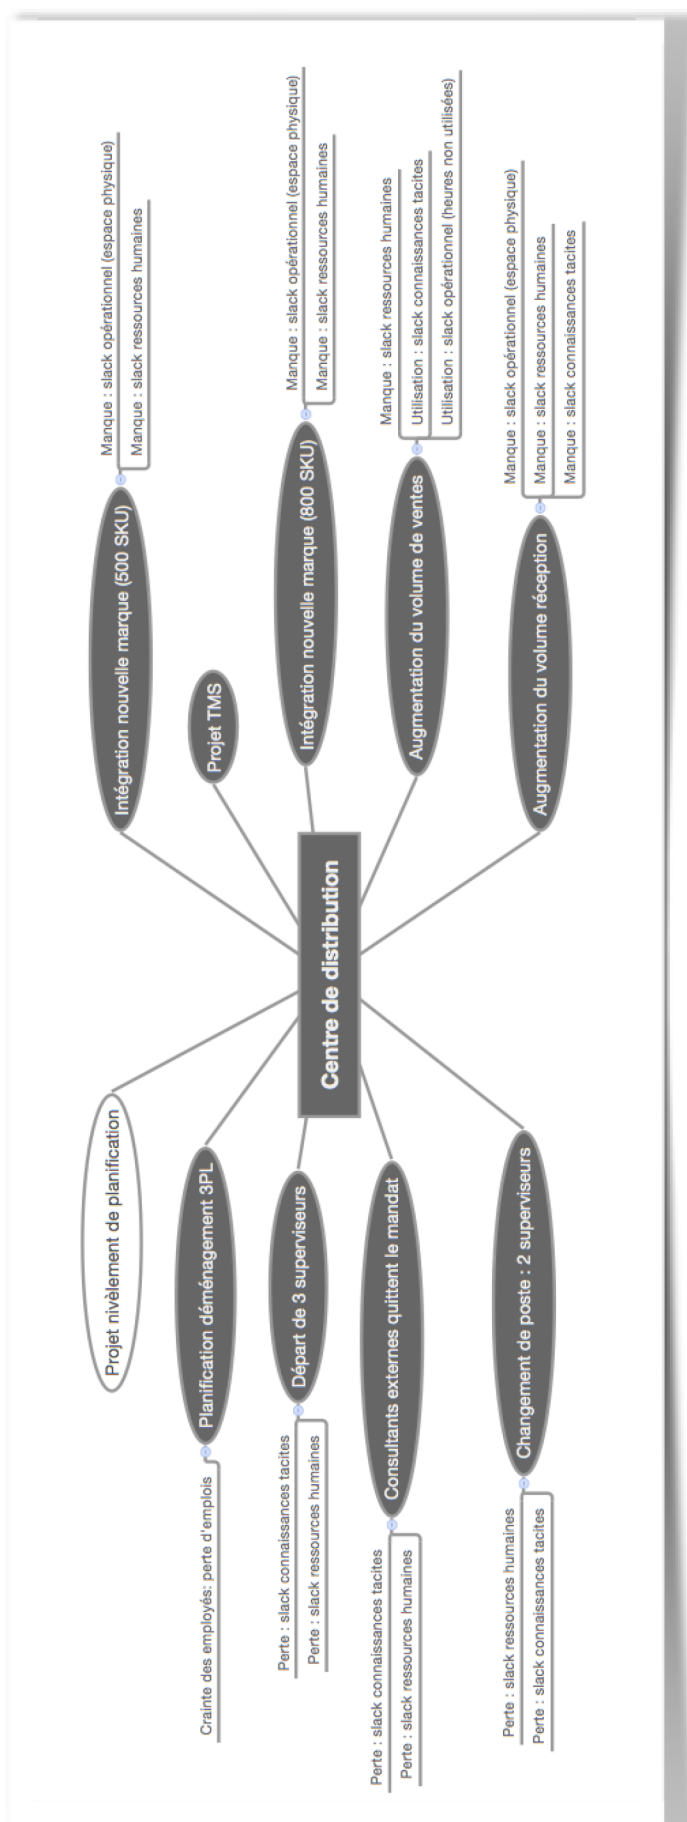 Centre de distribution
Intégration nouvelle marque (500 SKU)
Manque : slack opérationnel (espace physique)
Manque : slack ressources humaines
Projet TMS
Intégration nouvelle marque (800 SKU)
Manque : slack opérationnel (espace physique)
Manque : slack ressources humaines
Augmentation du volume de ventes
Manque : slack ressources humaines
Utilisation : slack connaissances tacites
Utilisation : slack opérationnel (heures non utilisées)
Augmentation du volume réception
Manque : slack opérationnel (espace physique)
Manque : slack ressources humaines
Manque : slack connaissances tacites
Projet nivèlement de planification
Planification déménagement 3PL
Crainte des employés: perte d'emplois
Départ de 3 superviseurs
Perte : slack connaissances tacites
Perte : slack ressources humaines
Consultants externes quittent le mandat
Perte : slack connaissances tacites
Perte : slack ressources humaines
Changement de poste : 2 superviseurs
Perte : slack ressources humaines
Perte : slack connaissances tacites